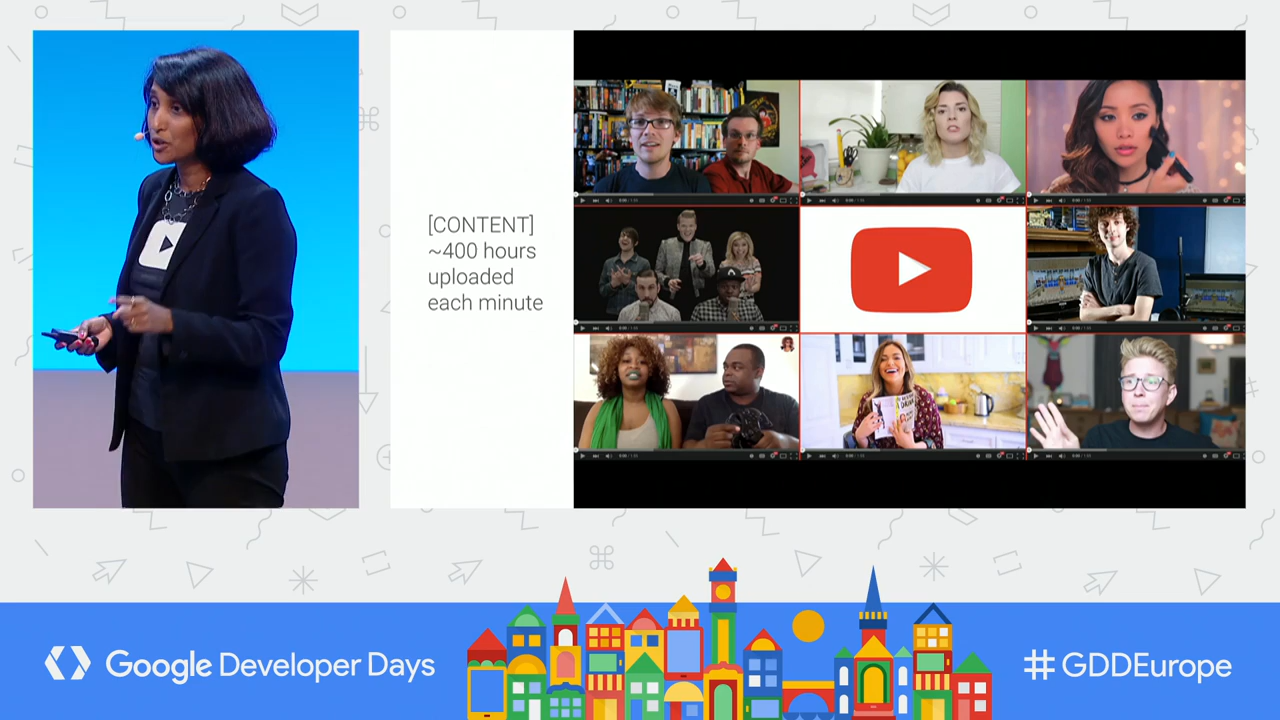 [CONTENT]
~400 hours
uploaded
each minute
Google Developer Days
#GDDEurope